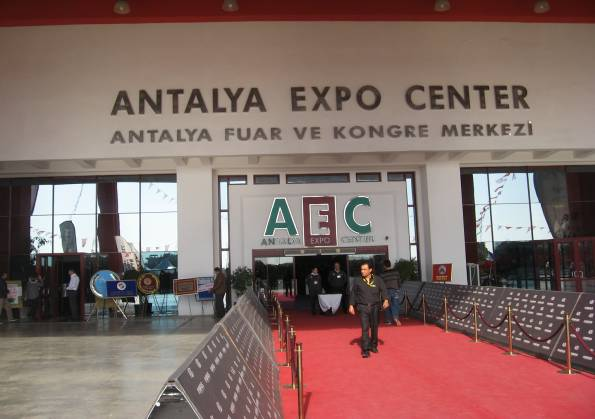 ANTALYA EXPO CENTER
ANTALYA FUAR VE KONGRE MERKEZİ
AEC
ANTALYA EXPO CENTER